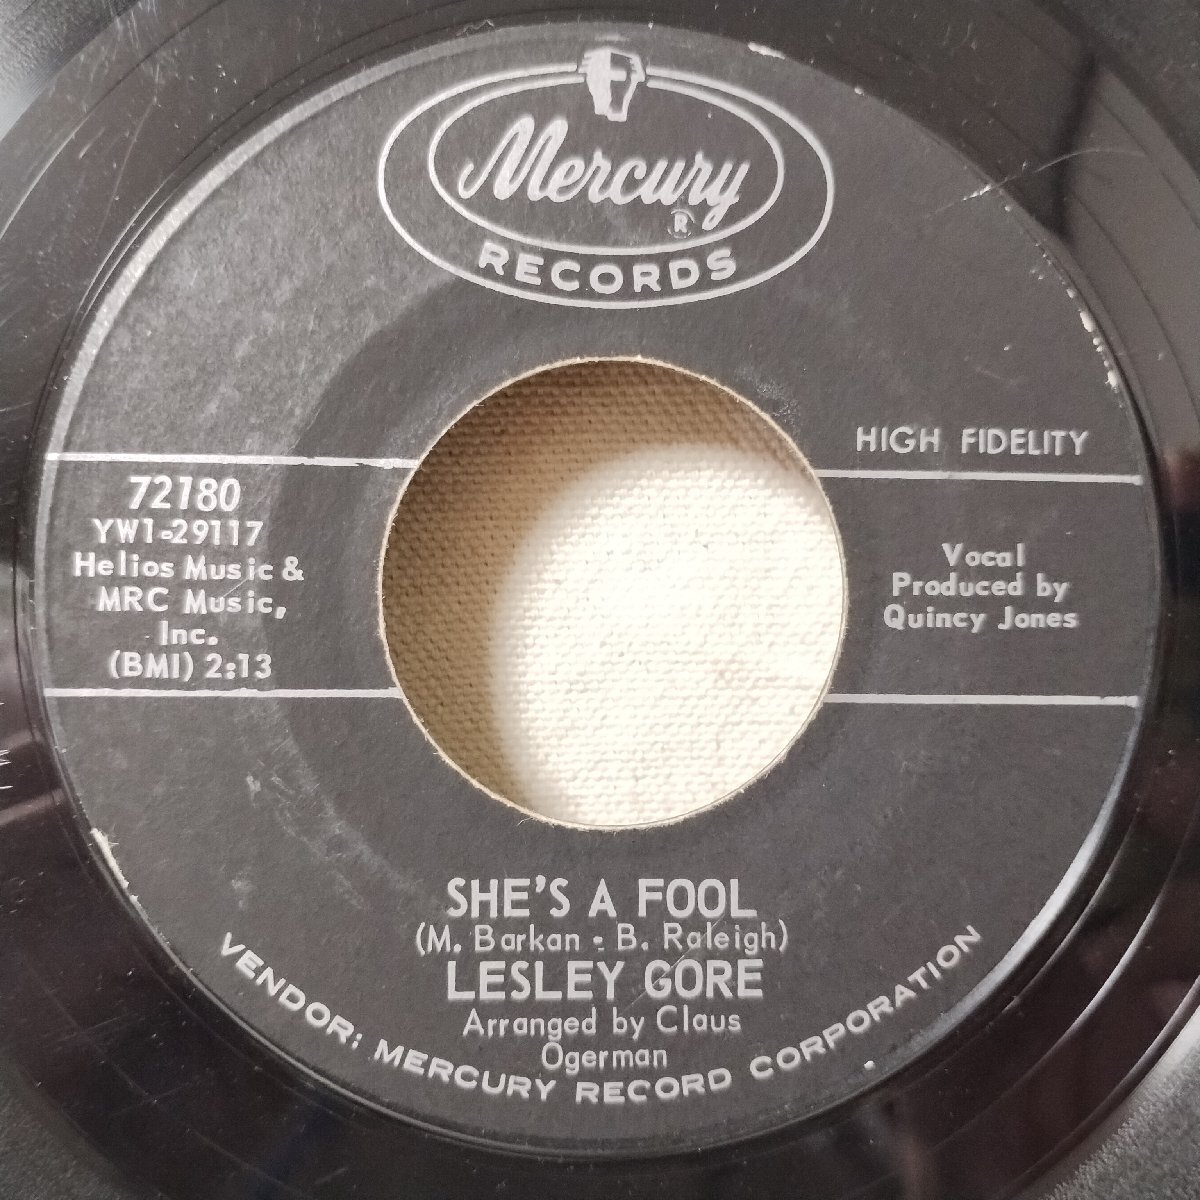 Mercury
R
RECORDS
HIGH FIDELITY
72180
YW1-29117
Helios Music &
MRC Music,
Inc.
(BMI) 2:13
Vocal
Produced by
Quincy Jones
SHE'S A FOOL
(M. Barkan - B. Raleigh)
LESLEY GORE
Arranged by Claus
Ogerman
VENDOR: MERCURY RECORD CORPORATION